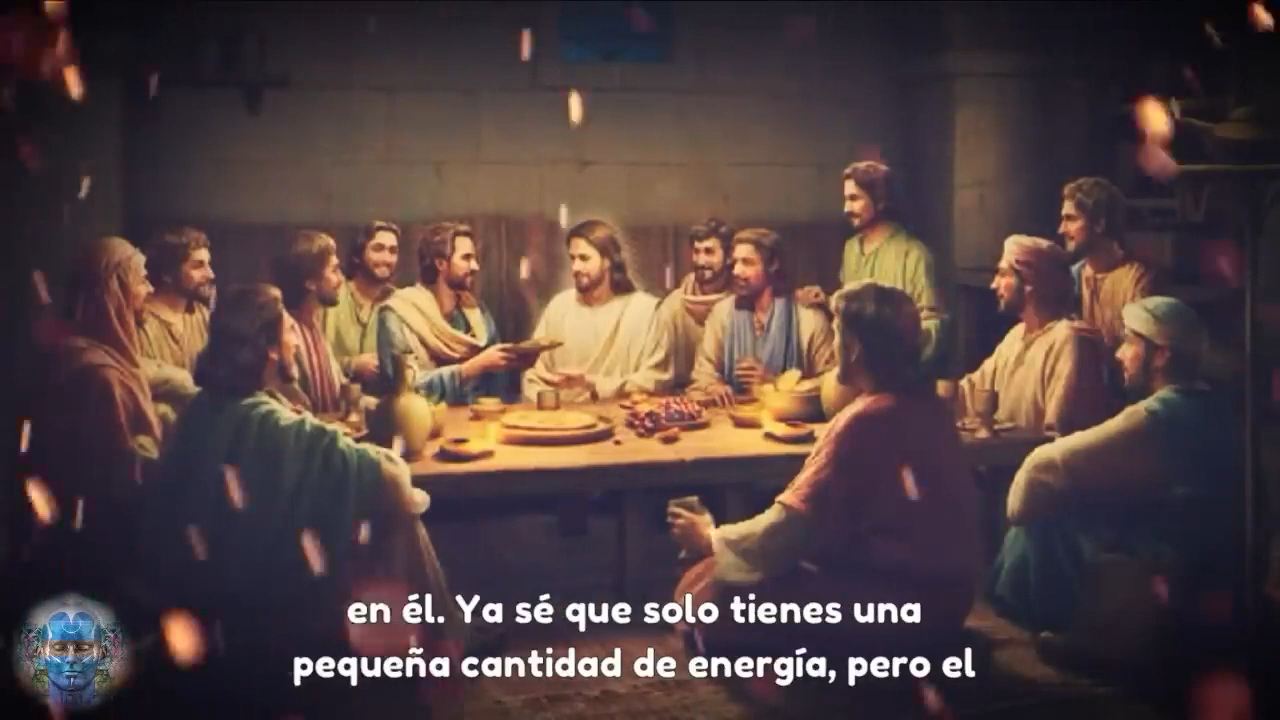 en él. Ya sé que solo tienes una
pequeña cantidad de energía, pero el